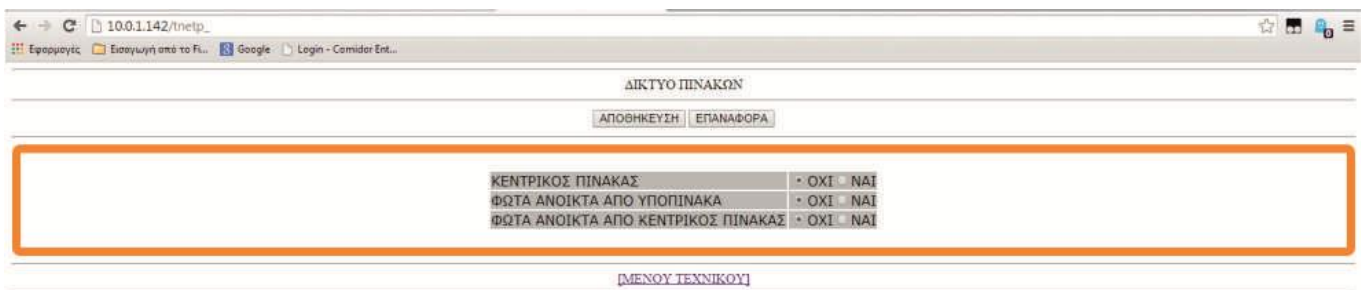 10.0.1.142/tnetp_
Εφαρμογές Εισαγωγή από το Fi... Google Login - Comidor Ent...
ΔΙΚΤΥΟ ΠΙΝΑΚΩΝ
ΑΠΟΘΗΚΕΥΣΗ ΕΠΑΝΑΦΟΡΑ
ΚΕΝΤΡΙΚΟΣ ΠΙΝΑΚΑΣ ΟΧΙ ΝΑΙ
ΦΩΤΑ ΑΝΟΙΚΤΑ ΑΠΟ ΥΠΟΠΙΝΑΚΑ ΟΧΙ ΝΑΙ
ΦΩΤΑ ΑΝΟΙΚΤΑ ΑΠΟ ΚΕΝΤΡΙΚΟΣ ΠΙΝΑΚΑΣ ΟΧΙ ΝΑΙ
[ΜΕΝΟΥ ΤΕΧΝΙΚΟΥ]